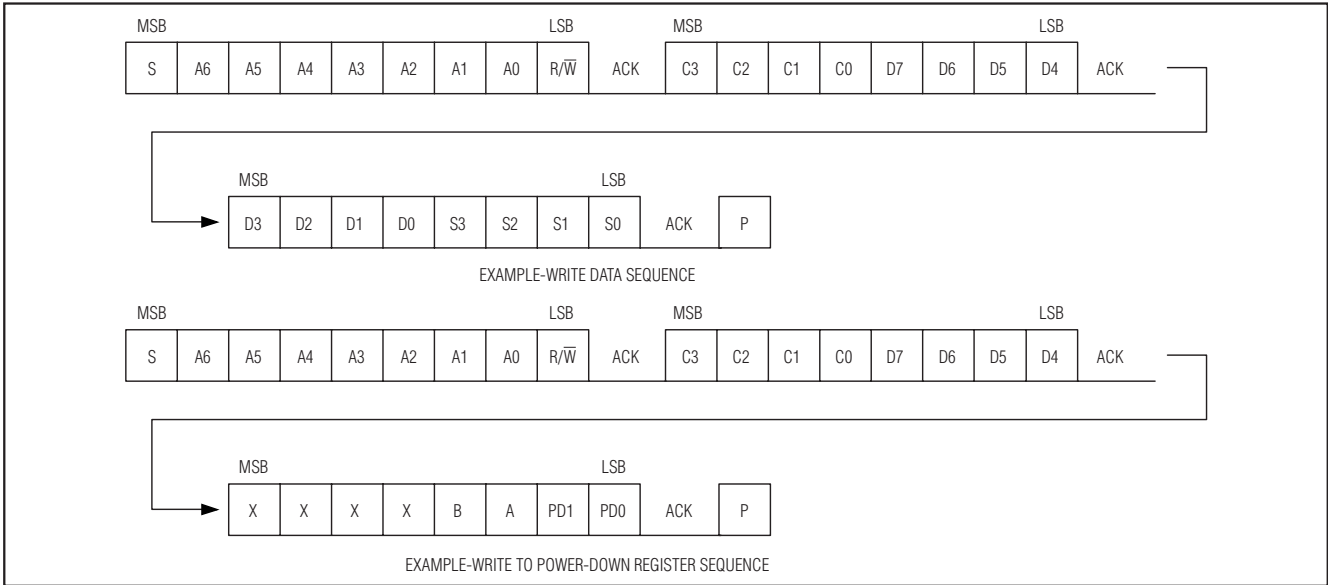 MSB LSB MSB LSB
S A6 A5 A4 A3 A2 A1 A0 R/W̅ ACK C3 C2 C1 C0 D7 D6 D5 D4 ACK
MSB LSB
D3 D2 D1 D0 S3 S2 S1 S0 ACK P
EXAMPLE-WRITE DATA SEQUENCE
MSB LSB MSB LSB
S A6 A5 A4 A3 A2 A1 A0 R/W̅ ACK C3 C2 C1 C0 D7 D6 D5 D4 ACK
MSB LSB
X X X X B A PD1 PD0 ACK P
EXAMPLE-WRITE TO POWER-DOWN REGISTER SEQUENCE